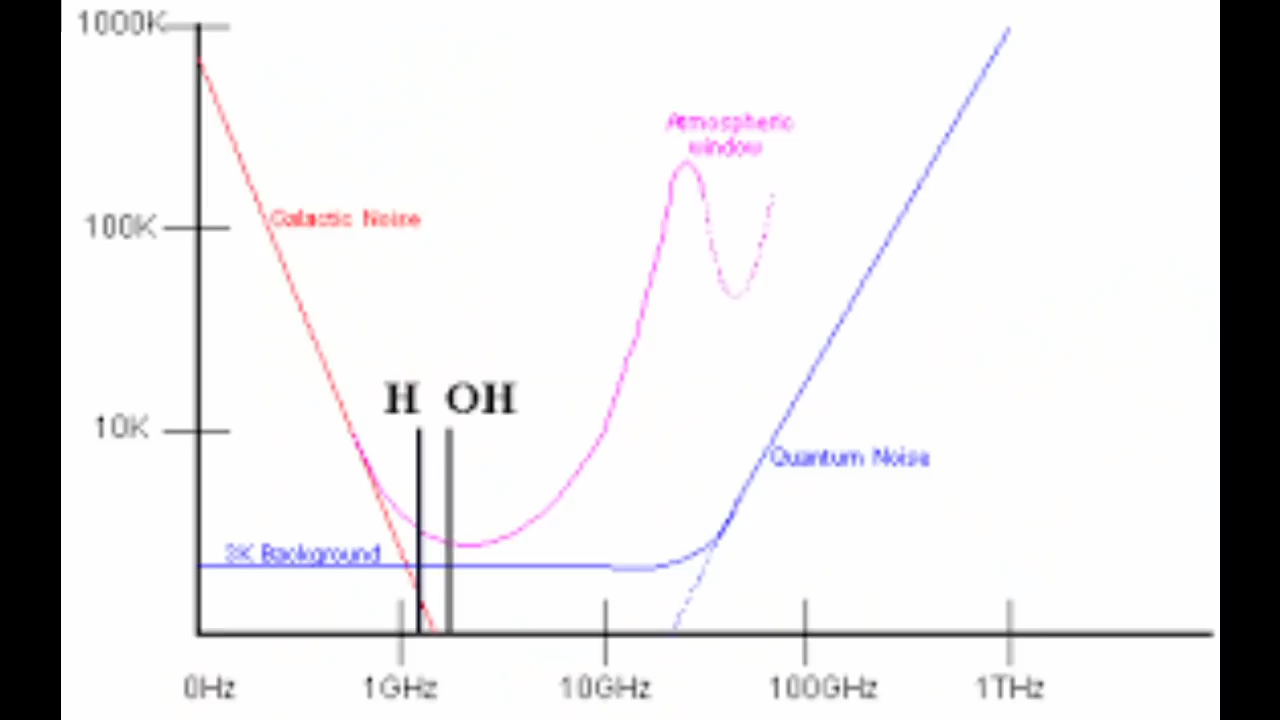 1000K
Atmospheric
window
100K
Galactic Noise
H OH
10K
Quantum Noise
3K Background
0Hz 1GHz 10GHz 100GHz 1THz